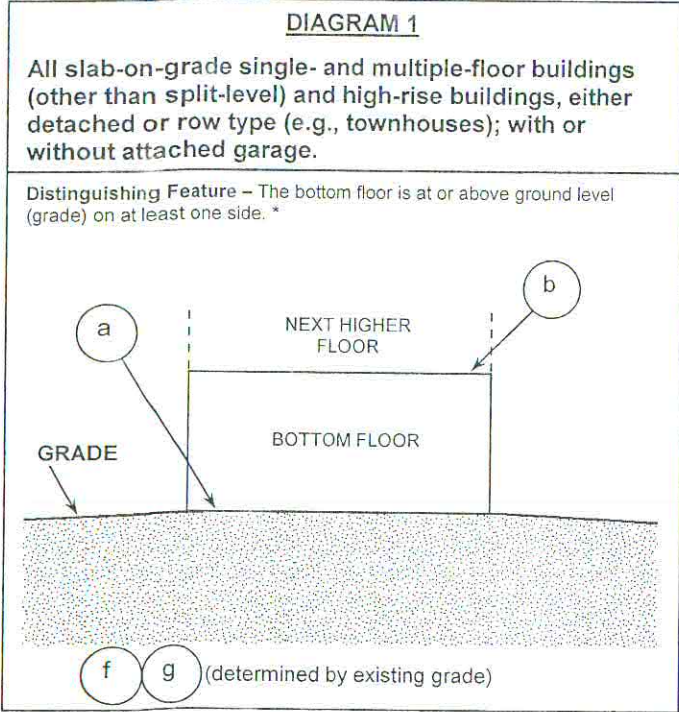 DIAGRAM 1
All slab-on-grade single- and multiple-floor buildings
(other than split-level) and high-rise buildings, either
detached or row type (e.g., townhouses); with or
without attached garage.
Distinguishing Feature – The bottom floor is at or above ground level
(grade) on at least one side. *
b
a
NEXT HIGHER
FLOOR
BOTTOM FLOOR
GRADE
f g (determined by existing grade)